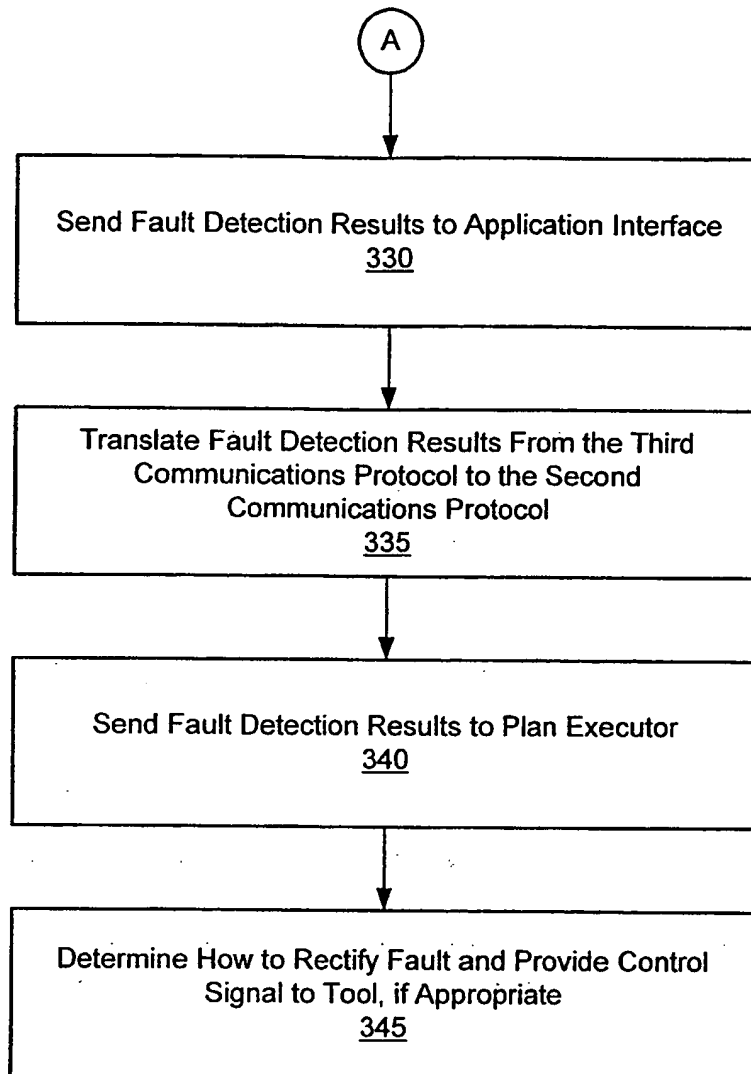 A
Send Fault Detection Results to Application Interface
330
Translate Fault Detection Results From the Third
Communications Protocol to the Second
Communications Protocol
335
Send Fault Detection Results to Plan Executor
340
Determine How to Rectify Fault and Provide Control
Signal to Tool, if Appropriate
345